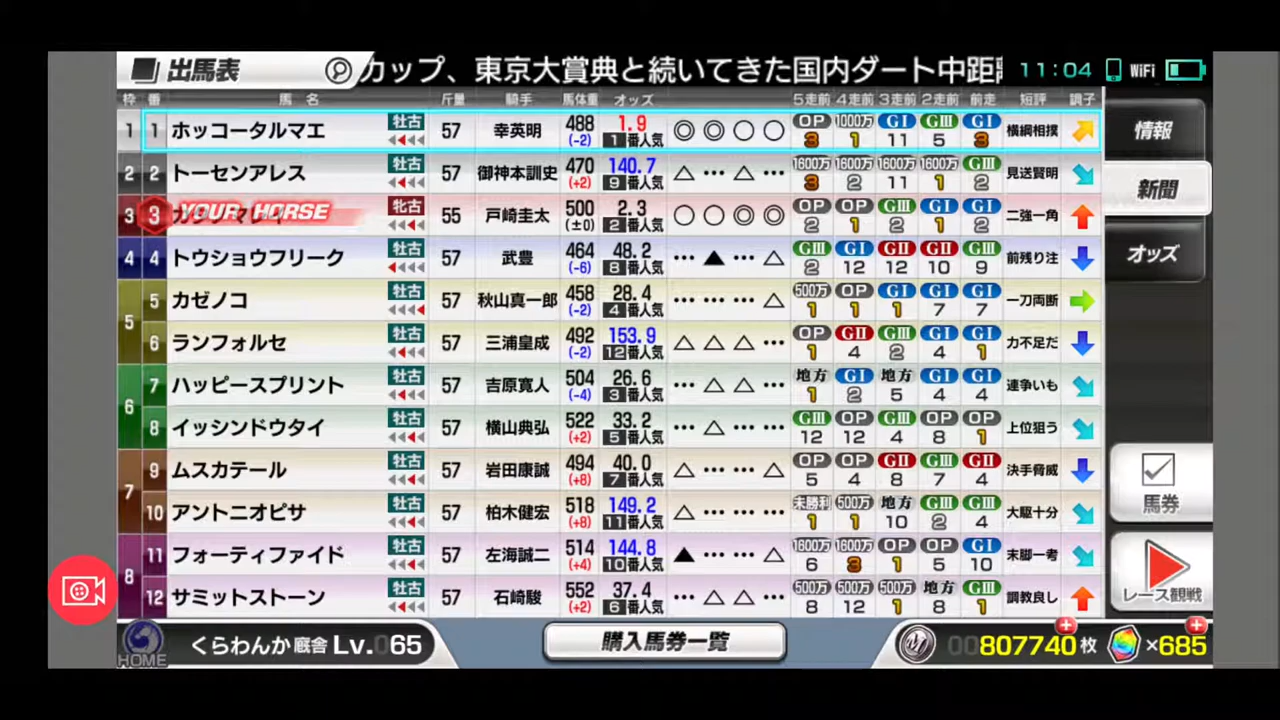 出馬表 カップ、東京大賞典と続いてきた国内ダート中距 11:04 WiFi
枠 番 馬 名 斤量 騎手 馬体重 オッズ 5走前 4走前 3走前 2走前 前走 短評 調子
1 1 ホッコータルマエ 牡古 57 幸英明 488 (-2) 1.9 1番人気 ◎ ◎ ○ ○ OP 3 1000万 1 GI 11 GIII 5 GI 3 横綱相撲
2 2 トーセンアレス 牡古 57 御神本訓史 470 (+2) 140.7 9番人気 △ … △ … 1600万 3 1600万 2 1600万 11 1600万 1 GIII 2 見送賢明
3 3 YOUR HORSE 牝古 55 戸崎圭太 500 (±0) 2.3 2番人気 ○ ○ ◎ ◎ OP 2 OP 1 GIII 2 GI 1 GI 2 二強一角
4 4 トウショウフリーク 牡古 57 武豊 464 (-6) 48.2 8番人気 … ▲ … △ GIII 2 GI 12 GII 12 GII 10 GIII 9 前残り注
5 5 カゼノコ 牡古 57 秋山真一郎 458 (-2) 28.4 4番人気 … … … △ 500万 1 OP 1 GI 1 GI 7 GI 7 一刀両断
6 ランフォルセ 牡古 57 三浦皇成 492 (-2) 153.9 12番人気 △ △ △ … OP 1 GII 4 GIII 2 GI 4 GI 1 力不足だ
6 7 ハッピースプリント 牡古 57 吉原寛人 504 (-4) 26.6 3番人気 … △ △ … 地方 1 GI 2 地方 5 GI 4 GI 4 連争いも
8 イッシンドウタイ 牡古 57 横山典弘 522 (+2) 33.2 5番人気 … △ … … GIII 12 OP 12 GIII 4 OP 8 OP 1 上位狙う
7 9 ムスカテール 牡古 57 岩田康誠 494 (+8) 40.0 7番人気 △ … … △ OP 5 OP 4 GII 8 GIII 7 GII 4 決手脅威
10 アントニオピサ 牡古 57 柏木健宏 518 (+8) 149.2 11番人気 △ … … … 未勝利 1 500万 1 地方 10 GIII 2 GIII 4 大駆十分
8 11 フォーティファイド 牡古 57 左海誠二 514 (+4) 144.8 10番人気 ▲ … … △ 1600万 6 1600万 3 OP 1 OP 5 GI 10 末脚一考
12 サミットストーン 牡古 57 石崎駿 552 (+2) 37.4 6番人気 … △ △ … 500万 8 500万 12 500万 1 地方 8 GIII 1 調教良し
情報
新聞
オッズ
馬券
レース観戦
HOME くらわんか厩舎 Lv.065 購入馬券一覧 M 00807740枚 ×685